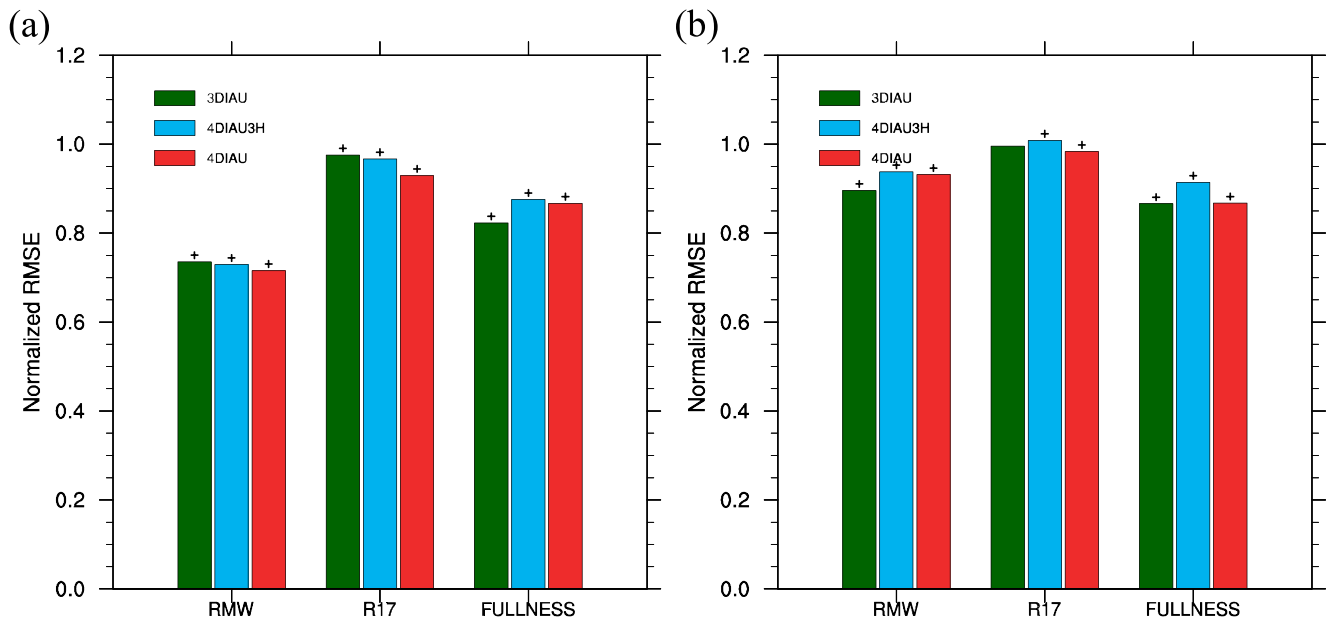 (a)
1.2
1.0
0.8
0.6
0.4
0.2
0.0
Normalized RMSE
3DIAU
4DIAU3H
4DIAU
+ + +
+ + +
+ + +
RMW R17 FULLNESS
(b)
1.2
1.0
0.8
0.6
0.4
0.2
0.0
Normalized RMSE
3DIAU
4DIAU3H
4DIAU
+ + +
+ +
+ + +
RMW R17 FULLNESS